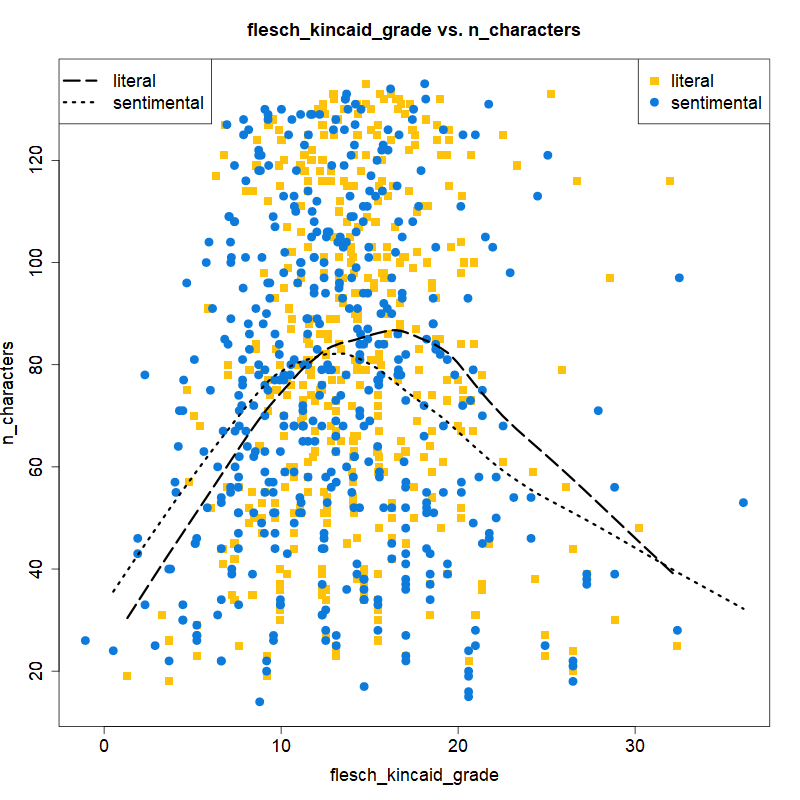 flesch_kincaid_grade vs. n_characters
literal
sentimental
literal
sentimental
n_characters
120
100
80
60
40
20
0
10
20
30
flesch_kincaid_grade